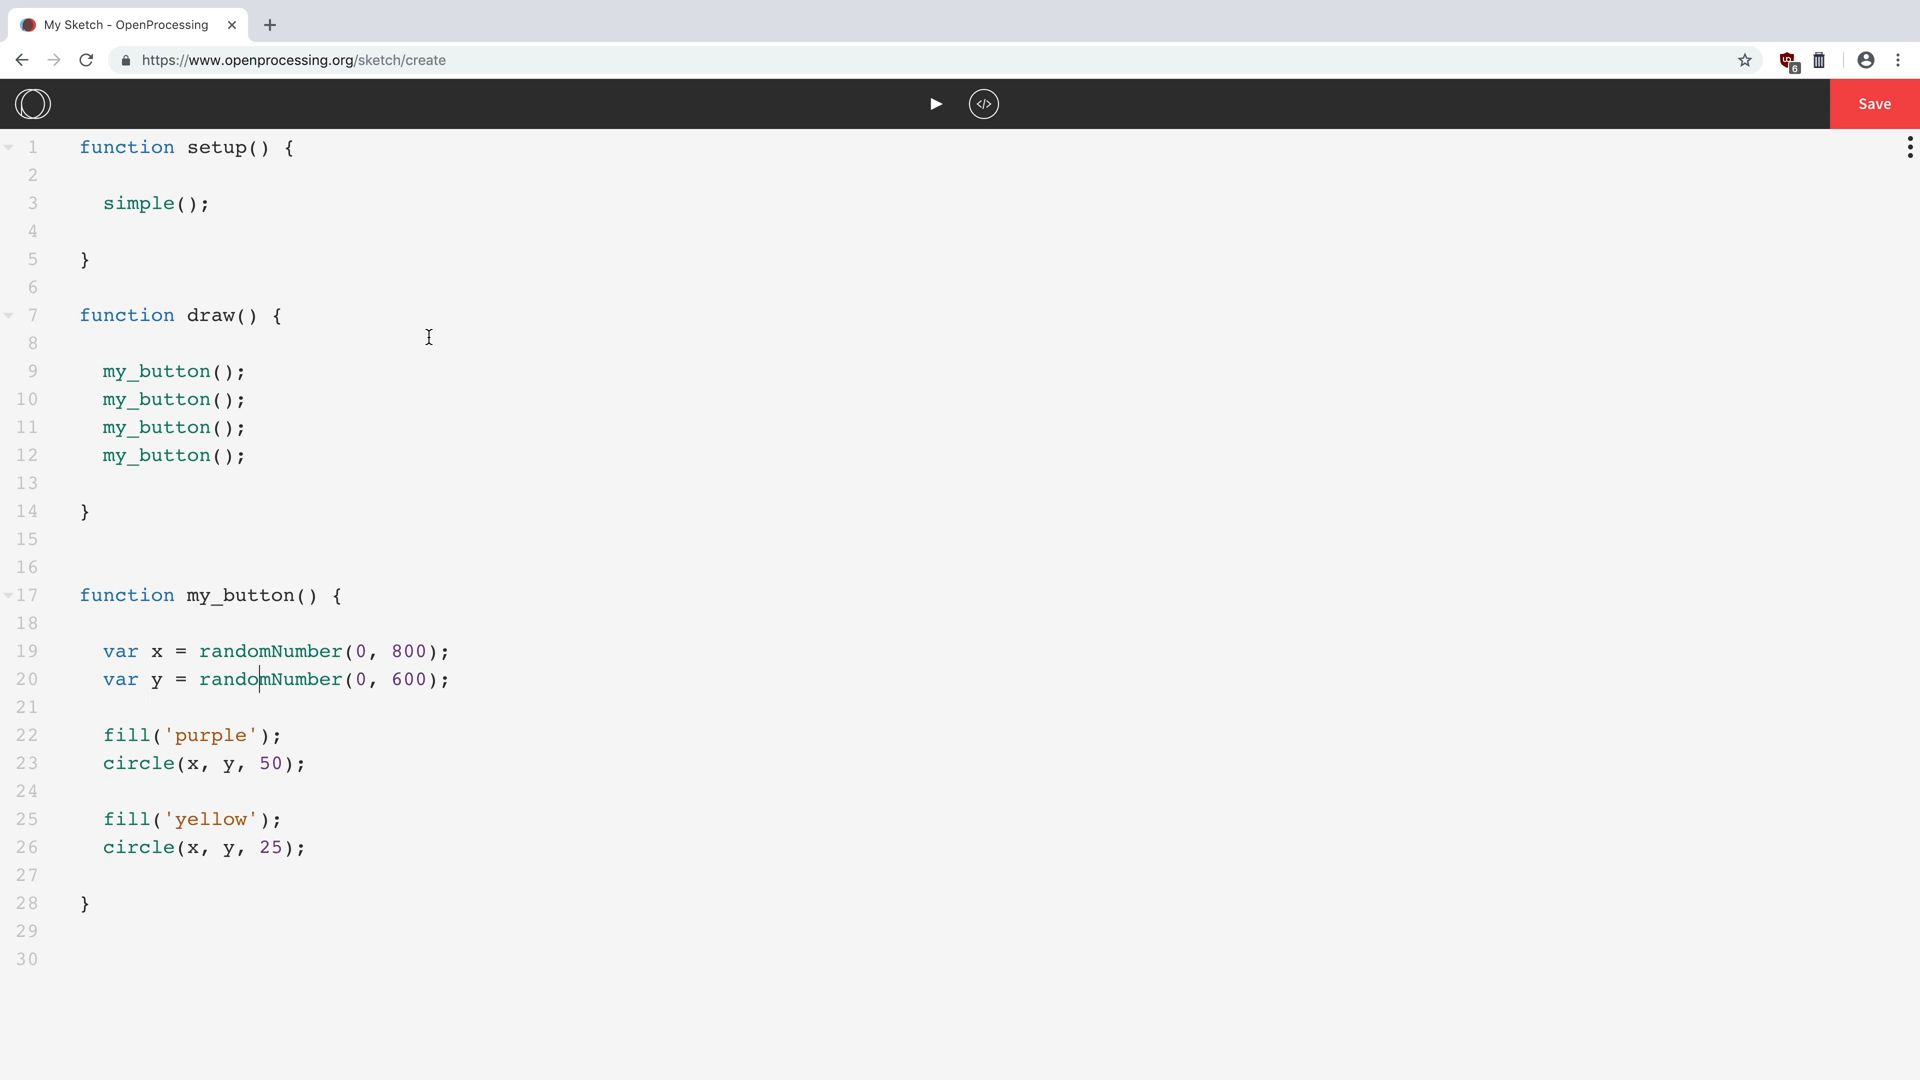 My Sketch - OpenProcessing
https://www.openprocessing.org/sketch/create
6
</>
Save
1 function setup() {
2
3 simple();
4
5 }
6
7 function draw() {
8
9 my_button();
10 my_button();
11 my_button();
12 my_button();
13
14 }
15
16
17 function my_button() {
18
19 var x = randomNumber(0, 800);
20 var y = randomNumber(0, 600);
21
22 fill('purple');
23 circle(x, y, 50);
24
25 fill('yellow');
26 circle(x, y, 25);
27
28 }
29
30